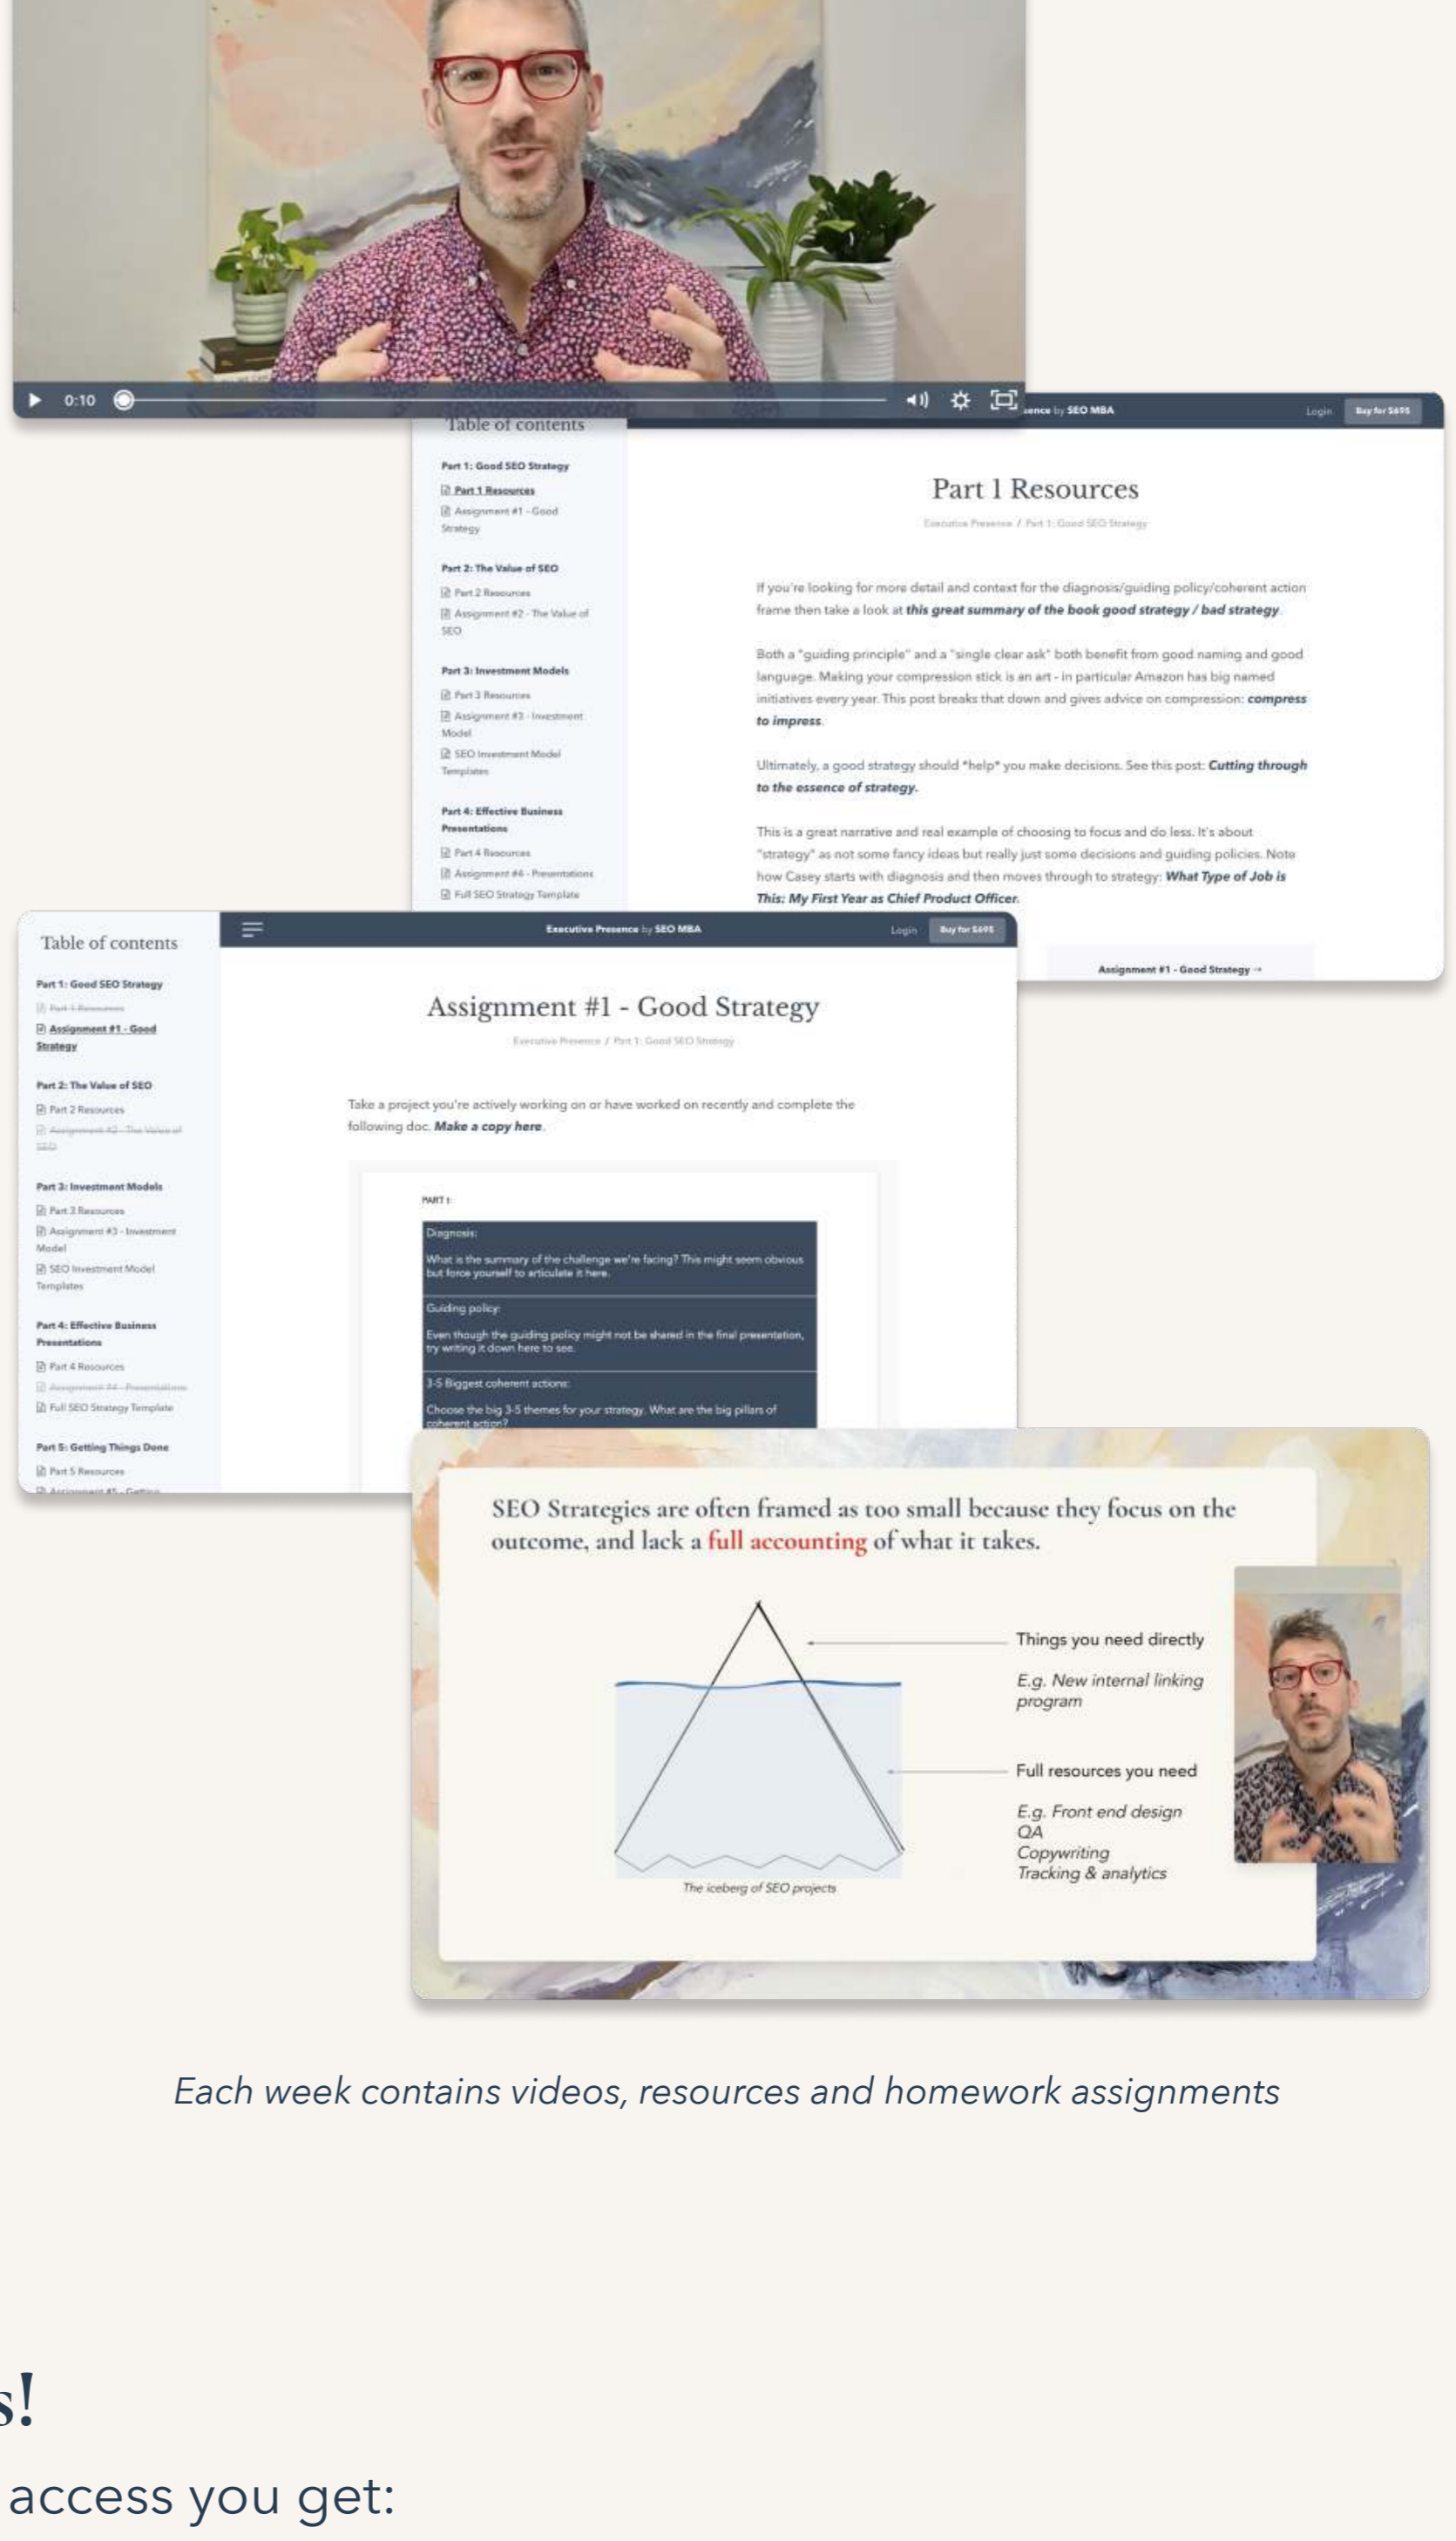 0:10
ence by SEO MBA
Login
Buy for $695
Table of contents
Part 1: Good SEO Strategy
Part 1 Resources
Assignment #1 - Good
Strategy
Part 2: The Value of SEO
Part 2 Resources
Assignment #2 - The Value of
SEO
Part 3: Investment Models
Part 3 Resources
Assignment #3 - Investment
Model
SEO Investment Model
Templates
Part 4: Effective Business
Presentations
Part 4 Resources
Assignment #4 - Presentations
Full SEO Strategy Template
Part 1 Resources
Executive Presence / Part 1: Good SEO Strategy
If you're looking for more detail and context for the diagnosis/guiding policy/coherent action
frame then take a look at this great summary of the book good strategy / bad strategy.
Both a "guiding principle" and a "single clear ask" both benefit from good naming and good
language. Making your compression stick is an art - in particular Amazon has big named
initiatives every year. This post breaks that down and gives advice on compression: compress
to impress.
Ultimately, a good strategy should *help* you make decisions. See this post: Cutting through
to the essence of strategy.
This is a great narrative and real example of choosing to focus and do less. It's about
"strategy" as not some fancy ideas but really just some decisions and guiding policies. Note
how Casey starts with diagnosis and then moves through to strategy: What Type of Job is
This: My First Year as Chief Product Officer.
Assignment #1 - Good Strategy →
Table of contents
Part 1: Good SEO Strategy
Part 1 Resources
Assignment #1 - Good
Strategy
Part 2: The Value of SEO
Part 2 Resources
Assignment #2 - The Value of
SEO
Part 3: Investment Models
Part 3 Resources
Assignment #3 - Investment
Model
SEO Investment Model
Templates
Part 4: Effective Business
Presentations
Part 4 Resources
Assignment #4 - Presentations
Full SEO Strategy Template
Part 5: Getting Things Done
Part 5 Resources
Assignment #5 - Getting
Executive Presence by SEO MBA
Login
Buy for $695
Assignment #1 - Good Strategy
Executive Presence / Part 1: Good SEO Strategy
Take a project you're actively working on or have worked on recently and complete the
following doc. Make a copy here.
PART 1:
Diagnosis:
What is the summary of the challenge we're facing? This might seem obvious
but force yourself to articulate it here.
Guiding policy:
Even though the guiding policy might not be shared in the final presentation,
try writing it down here to see.
3-5 Biggest coherent actions:
Choose the big 3-5 themes for your strategy. What are the big pillars of
coherent action?
SEO Strategies are often framed as too small because they focus on the
outcome, and lack a full accounting of what it takes.
Things you need directly
E.g. New internal linking
program
Full resources you need
E.g. Front end design
QA
Copywriting
Tracking & analytics
The iceberg of SEO projects
Each week contains videos, resources and homework assignments
s!
access you get: